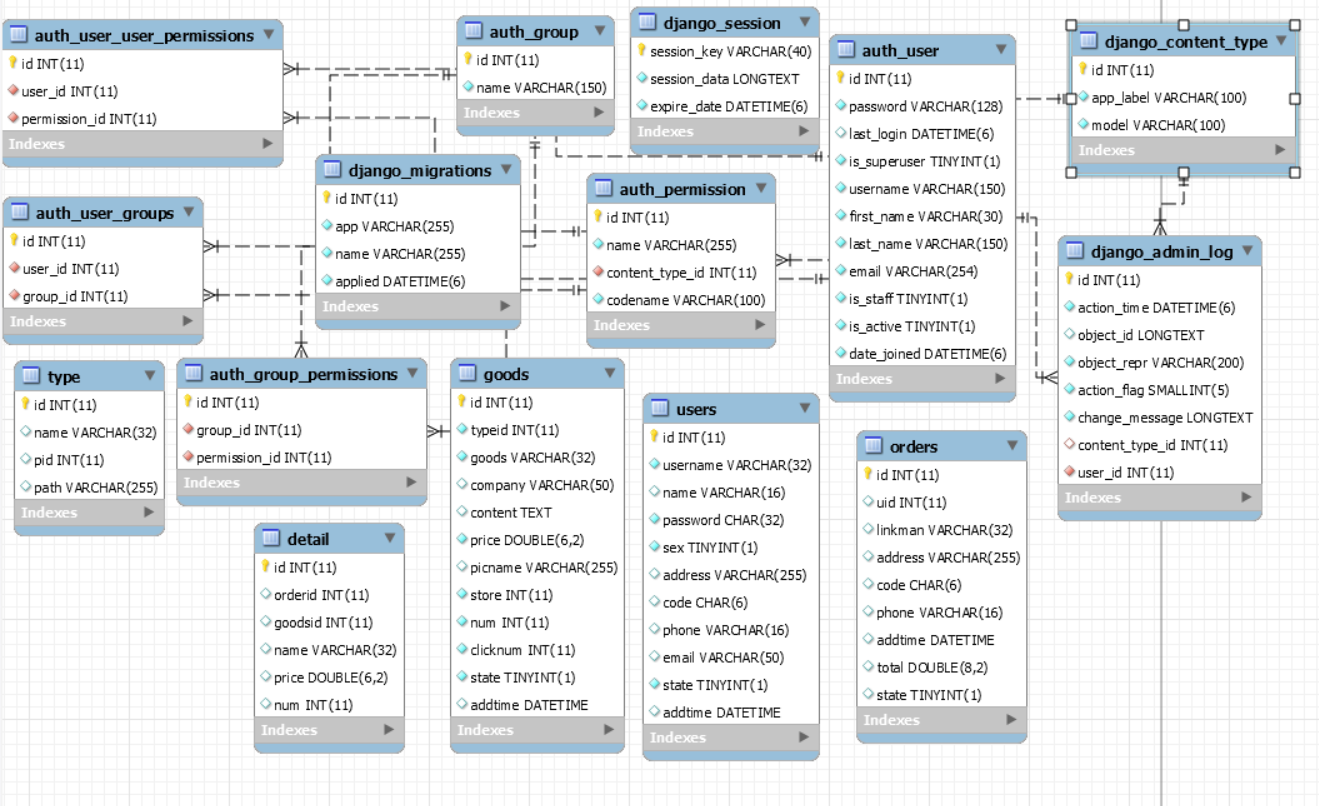 auth_user_user_permissions
id INT(11)
user_id INT(11)
permission_id INT(11)
Indexes
auth_group
id INT(11)
name VARCHAR(150)
Indexes
django_session
session_key VARCHAR(40)
session_data LONGTEXT
expire_date DATETIME(6)
Indexes
auth_user
id INT(11)
password VARCHAR(128)
last_login DATETIME(6)
is_superuser TINYINT(1)
username VARCHAR(150)
first_name VARCHAR(30)
last_name VARCHAR(150)
email VARCHAR(254)
is_staff TINYINT(1)
is_active TINYINT(1)
date_joined DATETIME(6)
Indexes
django_content_type
id INT(11)
app_label VARCHAR(100)
model VARCHAR(100)
Indexes
auth_user_groups
id INT(11)
user_id INT(11)
group_id INT(11)
Indexes
django_migrations
id INT(11)
app VARCHAR(255)
name VARCHAR(255)
applied DATETIME(6)
Indexes
auth_permission
id INT(11)
name VARCHAR(255)
content_type_id INT(11)
codename VARCHAR(100)
Indexes
django_admin_log
id INT(11)
action_time DATETIME(6)
object_id LONGTEXT
object_repr VARCHAR(200)
action_flag SMALLINT(5)
change_message LONGTEXT
content_type_id INT(11)
user_id INT(11)
Indexes
type
id INT(11)
name VARCHAR(32)
pid INT(11)
path VARCHAR(255)
Indexes
auth_group_permissions
id INT(11)
group_id INT(11)
permission_id INT(11)
Indexes
goods
id INT(11)
typeid INT(11)
goods VARCHAR(32)
company VARCHAR(50)
content TEXT
price DOUBLE(6,2)
picname VARCHAR(255)
store INT(11)
num INT(11)
clicknum INT(11)
state TINYINT(1)
addtime DATETIME
Indexes
users
id INT(11)
username VARCHAR(32)
name VARCHAR(16)
password CHAR(32)
sex TINYINT(1)
address VARCHAR(255)
code CHAR(6)
phone VARCHAR(16)
email VARCHAR(50)
state TINYINT(1)
addtime DATETIME
Indexes
orders
id INT(11)
uid INT(11)
linkman VARCHAR(32)
address VARCHAR(255)
code CHAR(6)
phone VARCHAR(16)
addtime DATETIME
total DOUBLE(8,2)
state TINYINT(1)
Indexes
detail
id INT(11)
orderid INT(11)
goodsid INT(11)
name VARCHAR(32)
price DOUBLE(6,2)
num INT(11)
Indexes